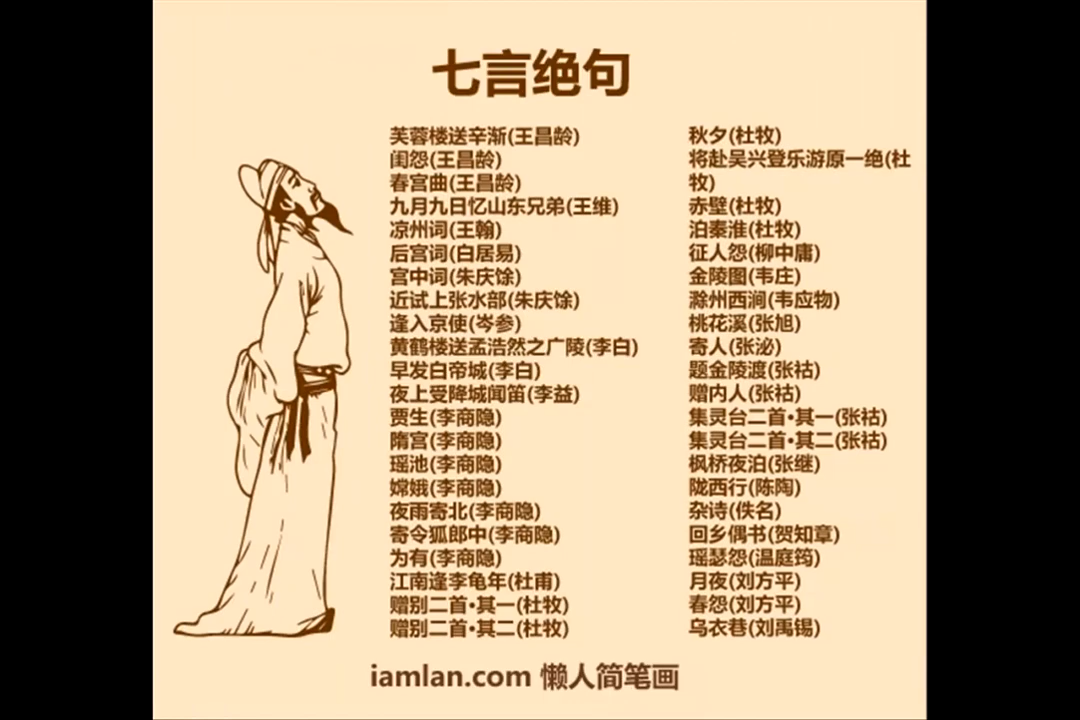 七言绝句
芙蓉楼送辛渐(王昌龄)
闺怨(王昌龄)
春宫曲(王昌龄)
九月九日忆山东兄弟(王维)
凉州词(王翰)
后宫词(白居易)
宫中词(朱庆馀)
近试上张水部(朱庆馀)
逢入京使(岑参)
黄鹤楼送孟浩然之广陵(李白)
早发白帝城(李白)
夜上受降城闻笛(李益)
贾生(李商隐)
隋宫(李商隐)
瑶池(李商隐)
嫦娥(李商隐)
夜雨寄北(李商隐)
寄令狐郎中(李商隐)
为有(李商隐)
江南逢李龟年(杜甫)
赠别二首·其一(杜牧)
赠别二首·其二(杜牧)
秋夕(杜牧)
将赴吴兴登乐游原一绝(杜
牧)
赤壁(杜牧)
泊秦淮(杜牧)
征人怨(柳中庸)
金陵图(韦庄)
滁州西涧(韦应物)
桃花溪(张旭)
寄人(张泌)
题金陵渡(张祜)
赠内人(张祜)
集灵台二首·其一(张祜)
集灵台二首·其二(张祜)
枫桥夜泊(张继)
陇西行(陈陶)
杂诗(佚名)
回乡偶书(贺知章)
瑶瑟怨(温庭筠)
月夜(刘方平)
春怨(刘方平)
乌衣巷(刘禹锡)
iamlan.com 懒人简笔画